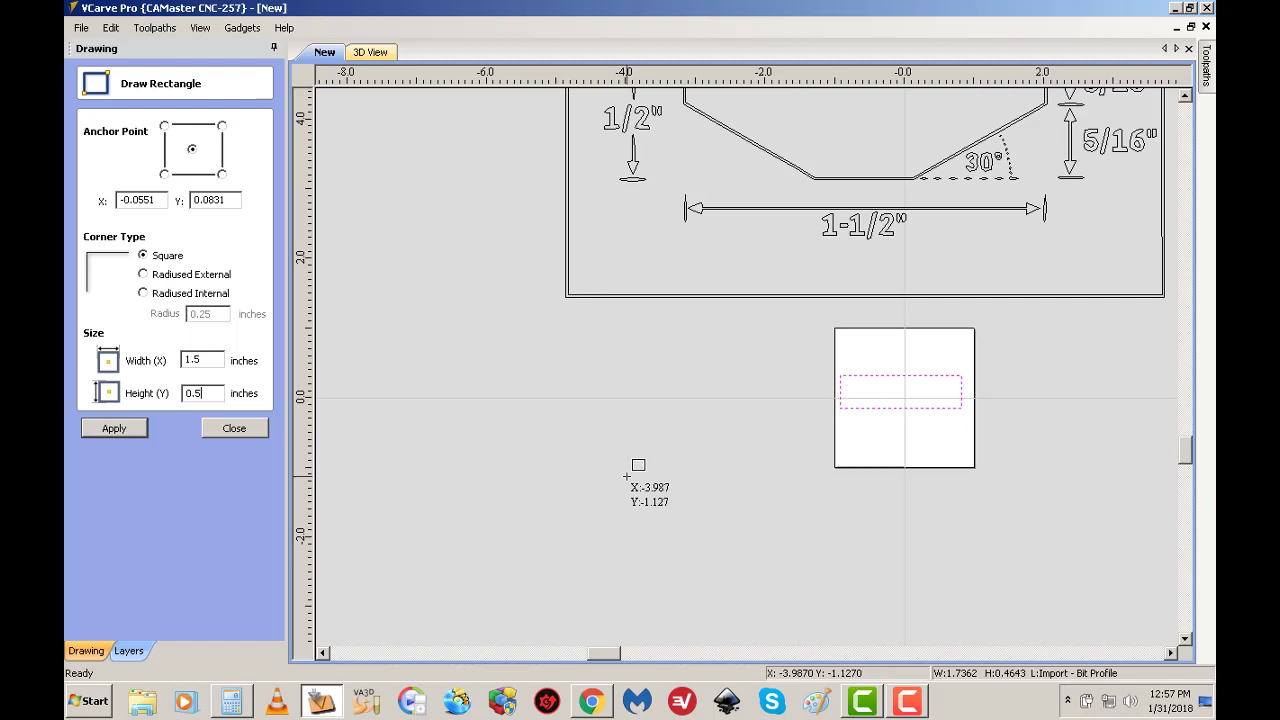 VCarve Pro {CAMaster CNC-257} - [New]
File Edit Toolpaths View Gadgets Help
Drawing
New 3D View
Toolpaths
Draw Rectangle
-8.0 -6.0 -4.0 -2.0 -0.0 2.0
Anchor Point
X: -0.0551 Y: 0.0831
Corner Type
Square
Radiused External
Radiused Internal
Radius 0.25 inches
Size
Width (X) 1.5 inches
Height (Y) 0.5 inches
Apply Close
4.0
2.0
0.0
-2.0
1/2"
30°
5/16"
1-1/2"
X:-3.987
Y:-1.127
Drawing Layers
Ready
X: -3.9870 Y: -1.1270
W:1.7362 H:0.4643 L:Import - Bit Profile
Start
VA3D
12:57 PM
1/31/2018